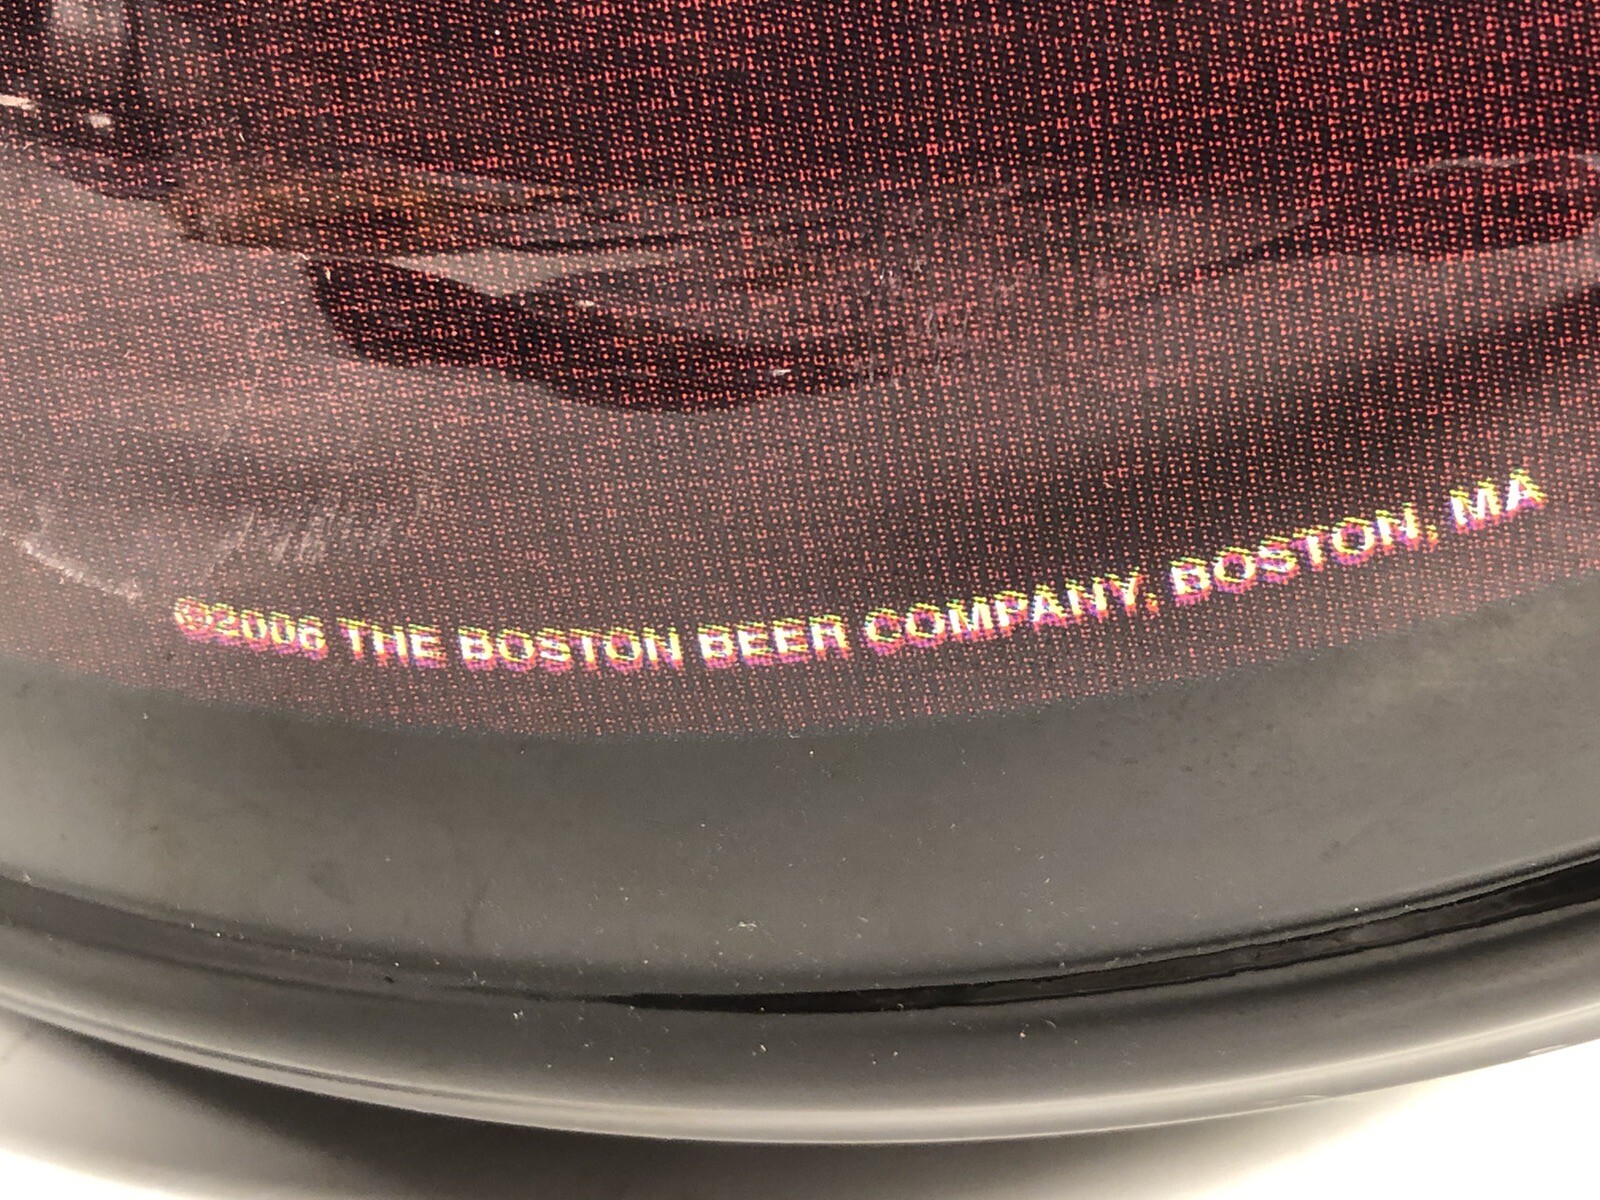 ©2006 THE BOSTON BEER COMPANY, BOSTON, MA